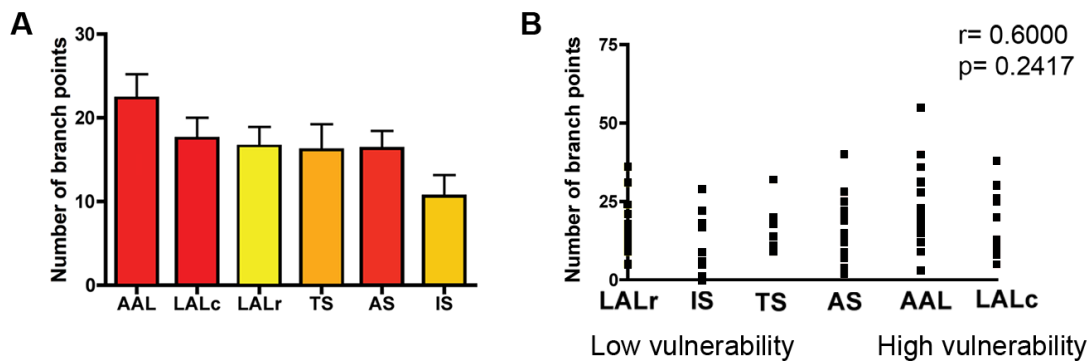 A
Number of branch points
30
20
10
0
AAL LALc LALr TS AS IS
B
Number of branch points
75
50
25
0
r= 0.6000
p= 0.2417
LALr IS TS AS AAL LALc
Low vulnerability High vulnerability